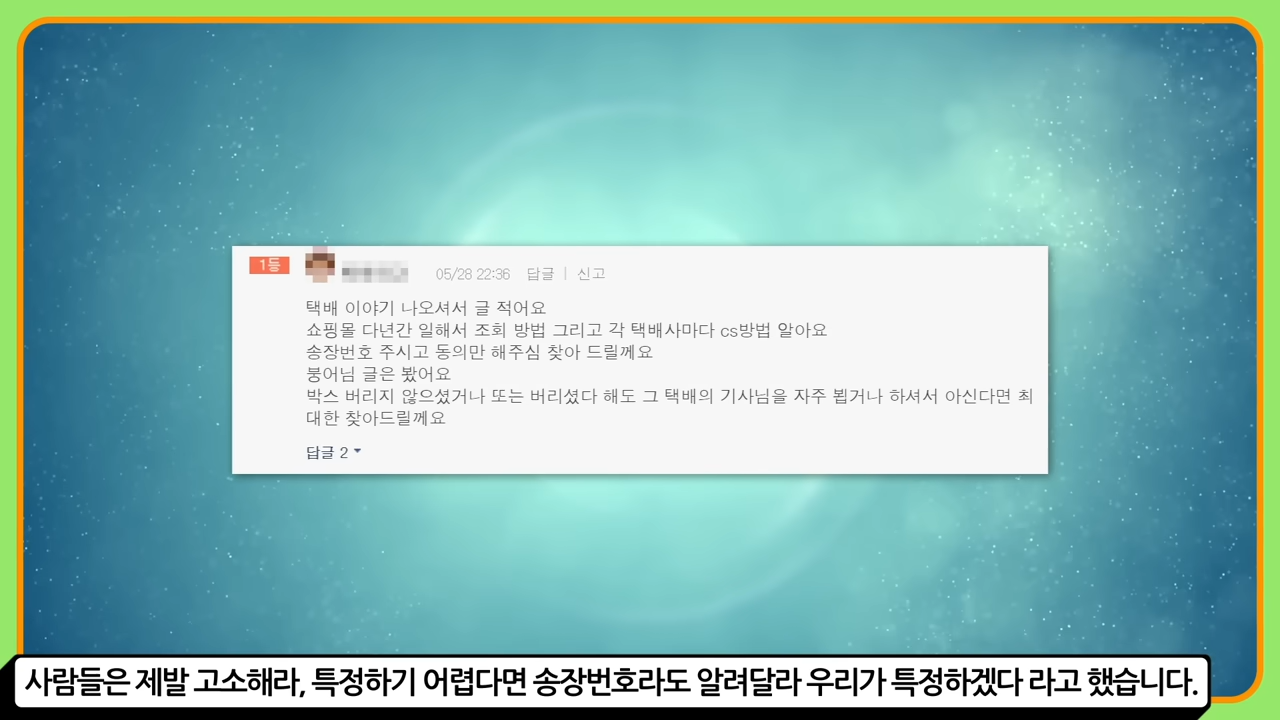 1등
05/28 22:36 답글 | 신고
택배 이야기 나오셔서 글 적어요
쇼핑몰 다년간 일해서 조회 방법 그리고 각 택배사마다 cs방법 알아요
송장번호 주시고 동의만 해주심 찾아 드릴께요
붕어님 글은 봤어요
박스 버리지 않으셨거나 또는 버리셨다 해도 그 택배의 기사님을 자주 뵙거나 하셔서 아신다면 최
대한 찾아드릴께요
답글 2
사람들은 제발 고소해라, 특정하기 어렵다면 송장번호라도 알려달라 우리가 특정하겠다 라고 했습니다.